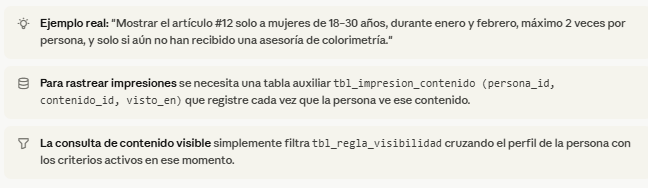 Ejemplo real: "Mostrar el artículo #12 solo a mujeres de 18–30 años, durante enero y febrero, máximo 2 veces por
persona, y solo si aún no han recibido una asesoría de colorimetría."
Para rastrear impresiones se necesita una tabla auxiliar tbl_impresion_contenido (persona_id,
contenido_id, visto_en) que registre cada vez que la persona ve ese contenido.
La consulta de contenido visible simplemente filtra tbl_regla_visibilidad cruzando el perfil de la persona con
los criterios activos en ese momento.